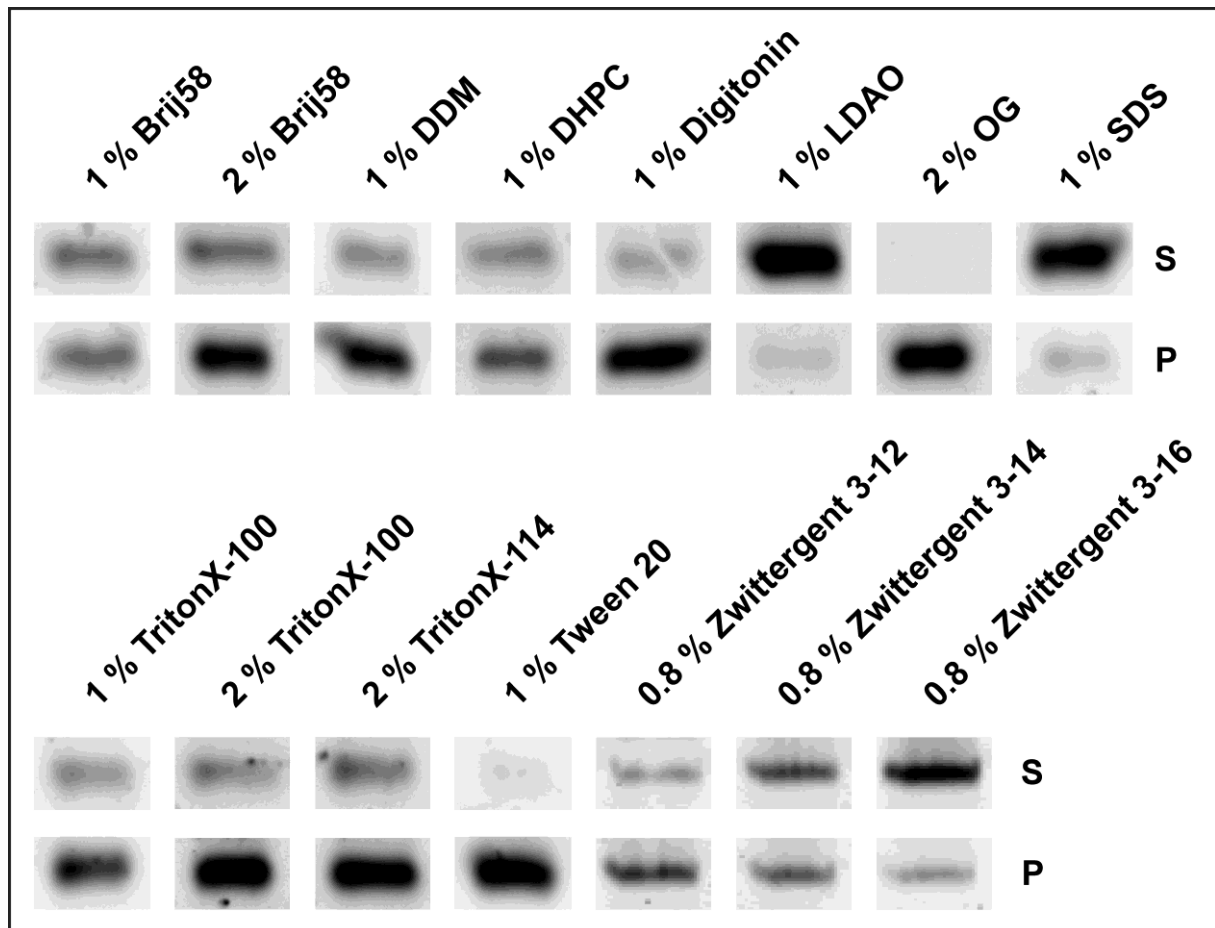 1 % Brij58
2 % Brij58
1 % DDM
1 % DHPC
1 % Digitonin
1 % LDAO
2 % OG
1 % SDS
S
P
1 % TritonX-100
2 % TritonX-100
2 % TritonX-114
1 % Tween 20
0.8 % Zwittergent 3-12
0.8 % Zwittergent 3-14
0.8 % Zwittergent 3-16
S
P